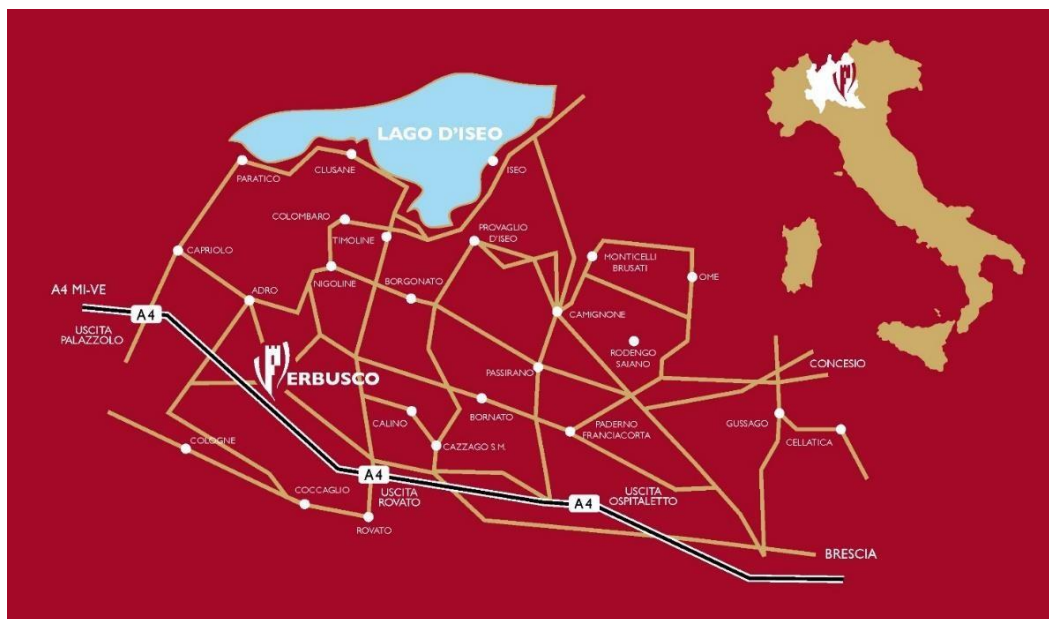 LAGO D'ISEO
PARATICO
CLUSANE
ISEO
COLOMBARO
TIMOLINE
PROVAGLIO
D'ISEO
CAPRIOLO
MONTICELLI
BRUSATI
OME
ADRO
NIGOLINE
BORGONATO
A4 MI-VE
A4
USCITA
PALAZZOLO
CAMIGNONE
RODENGO
SAIANO
CONCESIO
ERBUSCO
PASSIRANO
BORNATO
CALINO
PADERNO
FRANCIACORTA
GUSSAGO
CELLATICA
COLOGNE
CAZZAGO S.M.
A4
USCITA
ROVATO
COCCAGLIO
ROVATO
USCITA
OSPITALETTO
A4
BRESCIA